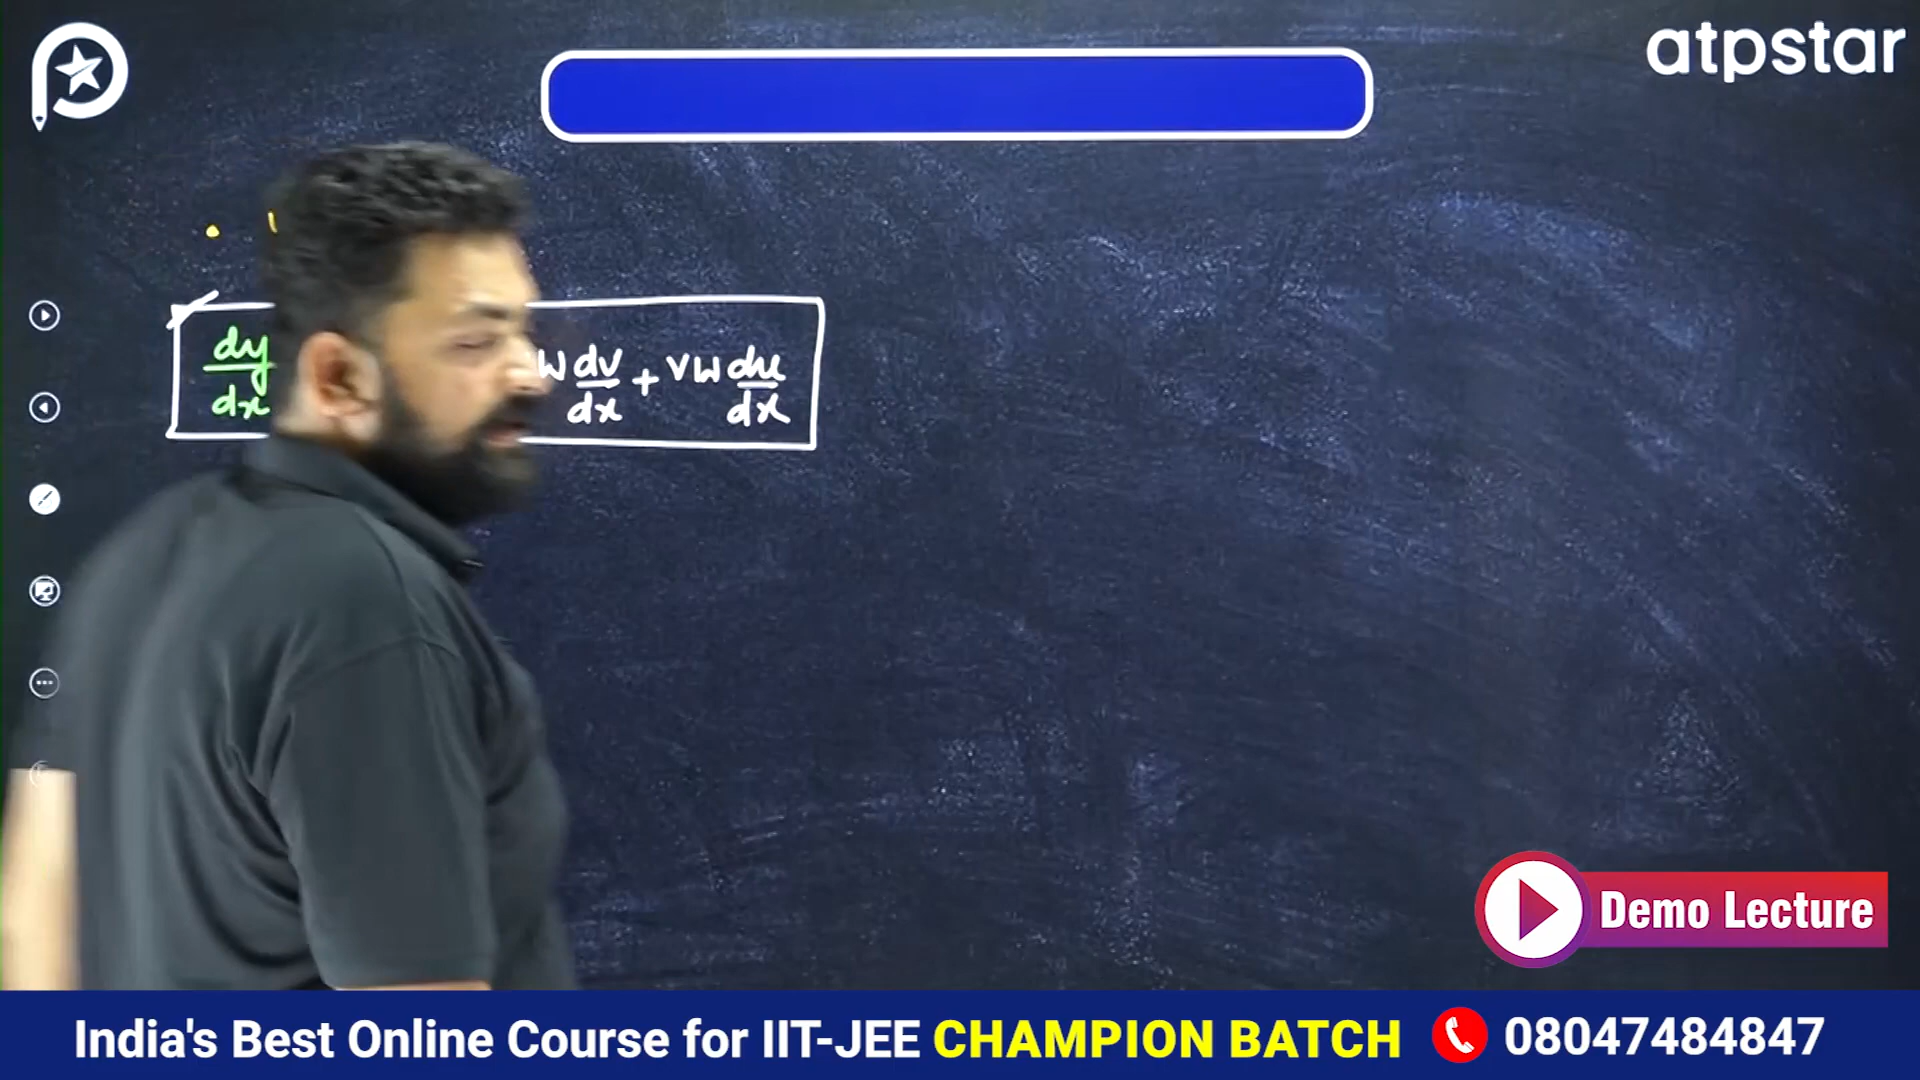 atpstar
dy/dx w dv/dx + vw du/dx
Demo Lecture
India's Best Online Course for IIT-JEE CHAMPION BATCH 08047484847